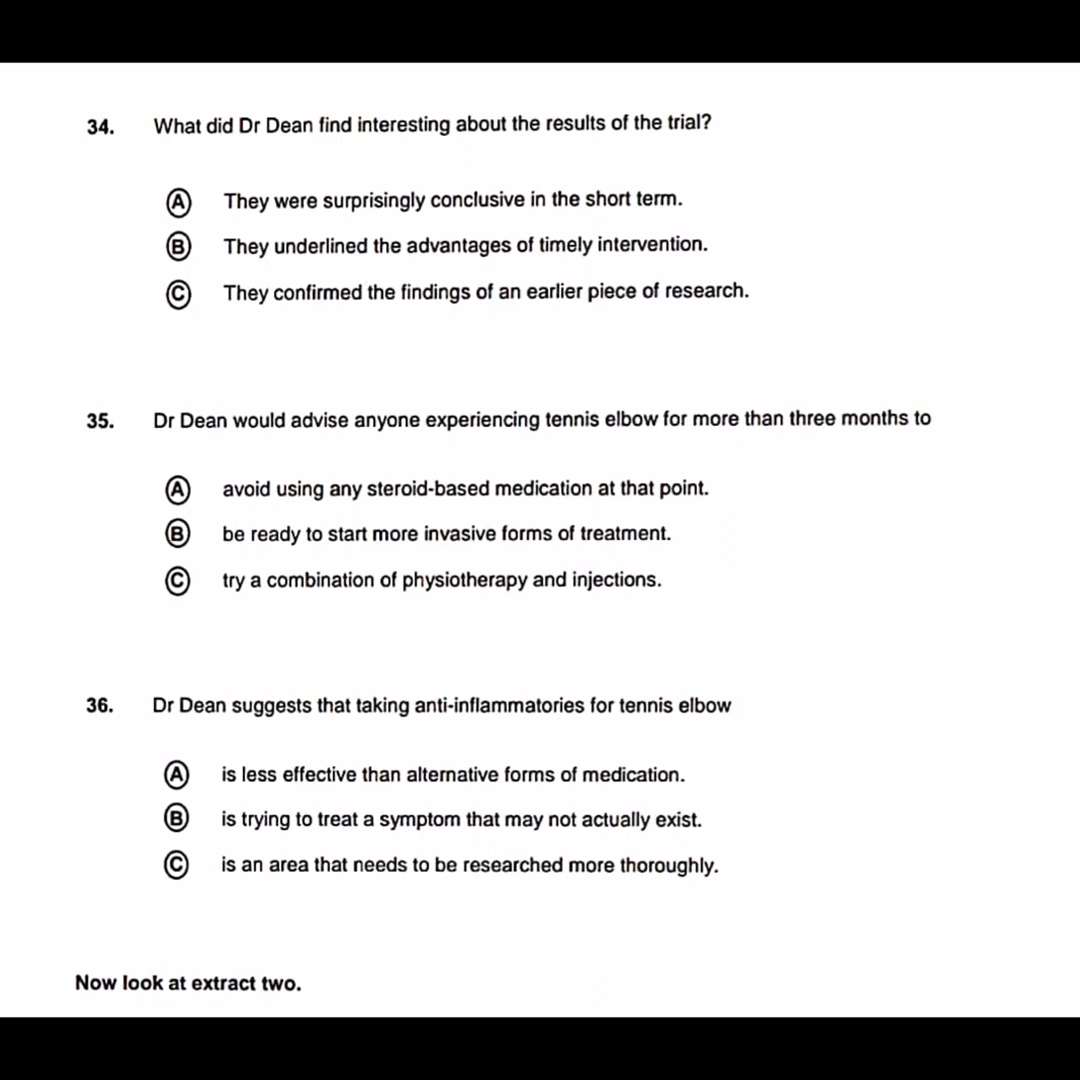 34. What did Dr Dean find interesting about the results of the trial?
A They were surprisingly conclusive in the short term.
B They underlined the advantages of timely intervention.
C They confirmed the findings of an earlier piece of research.
35. Dr Dean would advise anyone experiencing tennis elbow for more than three months to
A avoid using any steroid-based medication at that point.
B be ready to start more invasive forms of treatment.
C try a combination of physiotherapy and injections.
36. Dr Dean suggests that taking anti-inflammatories for tennis elbow
A is less effective than alternative forms of medication.
B is trying to treat a symptom that may not actually exist.
C is an area that needs to be researched more thoroughly.
Now look at extract two.